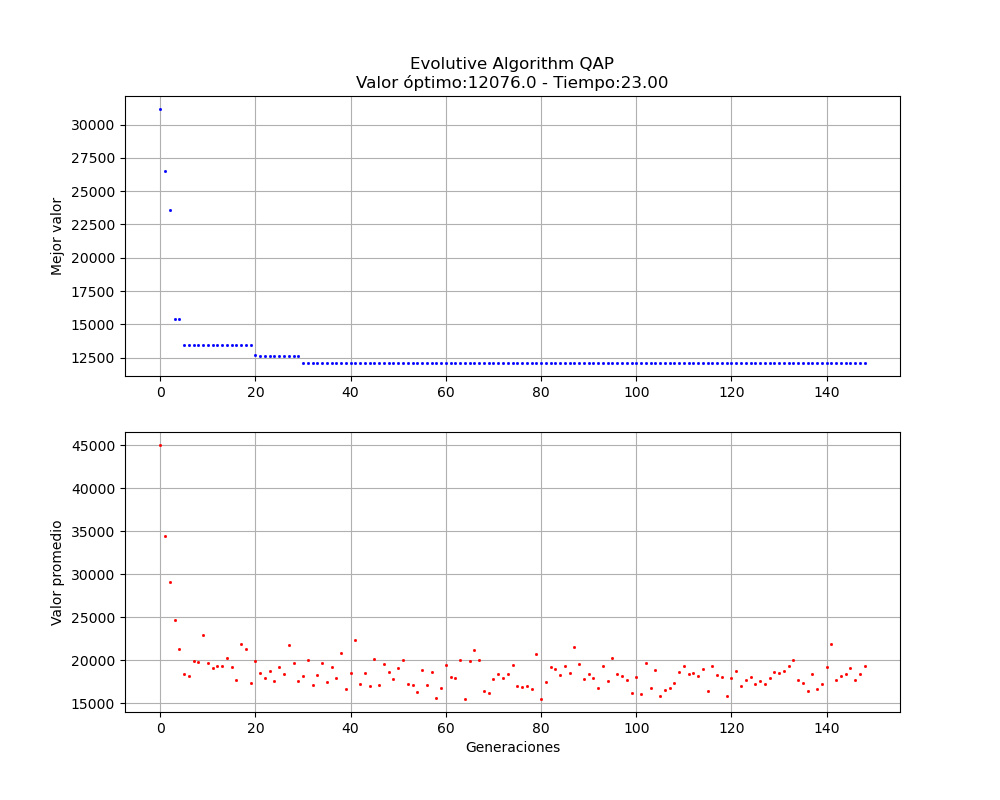 Evolutive Algorithm QAP
Valor óptimo:12076.0 - Tiempo:23.00
Mejor valor
30000
27500
25000
22500
20000
17500
15000
12500
0 20 40 60 80 100 120 140
Valor promedio
45000
40000
35000
30000
25000
20000
15000
0 20 40 60 80 100 120 140
Generaciones